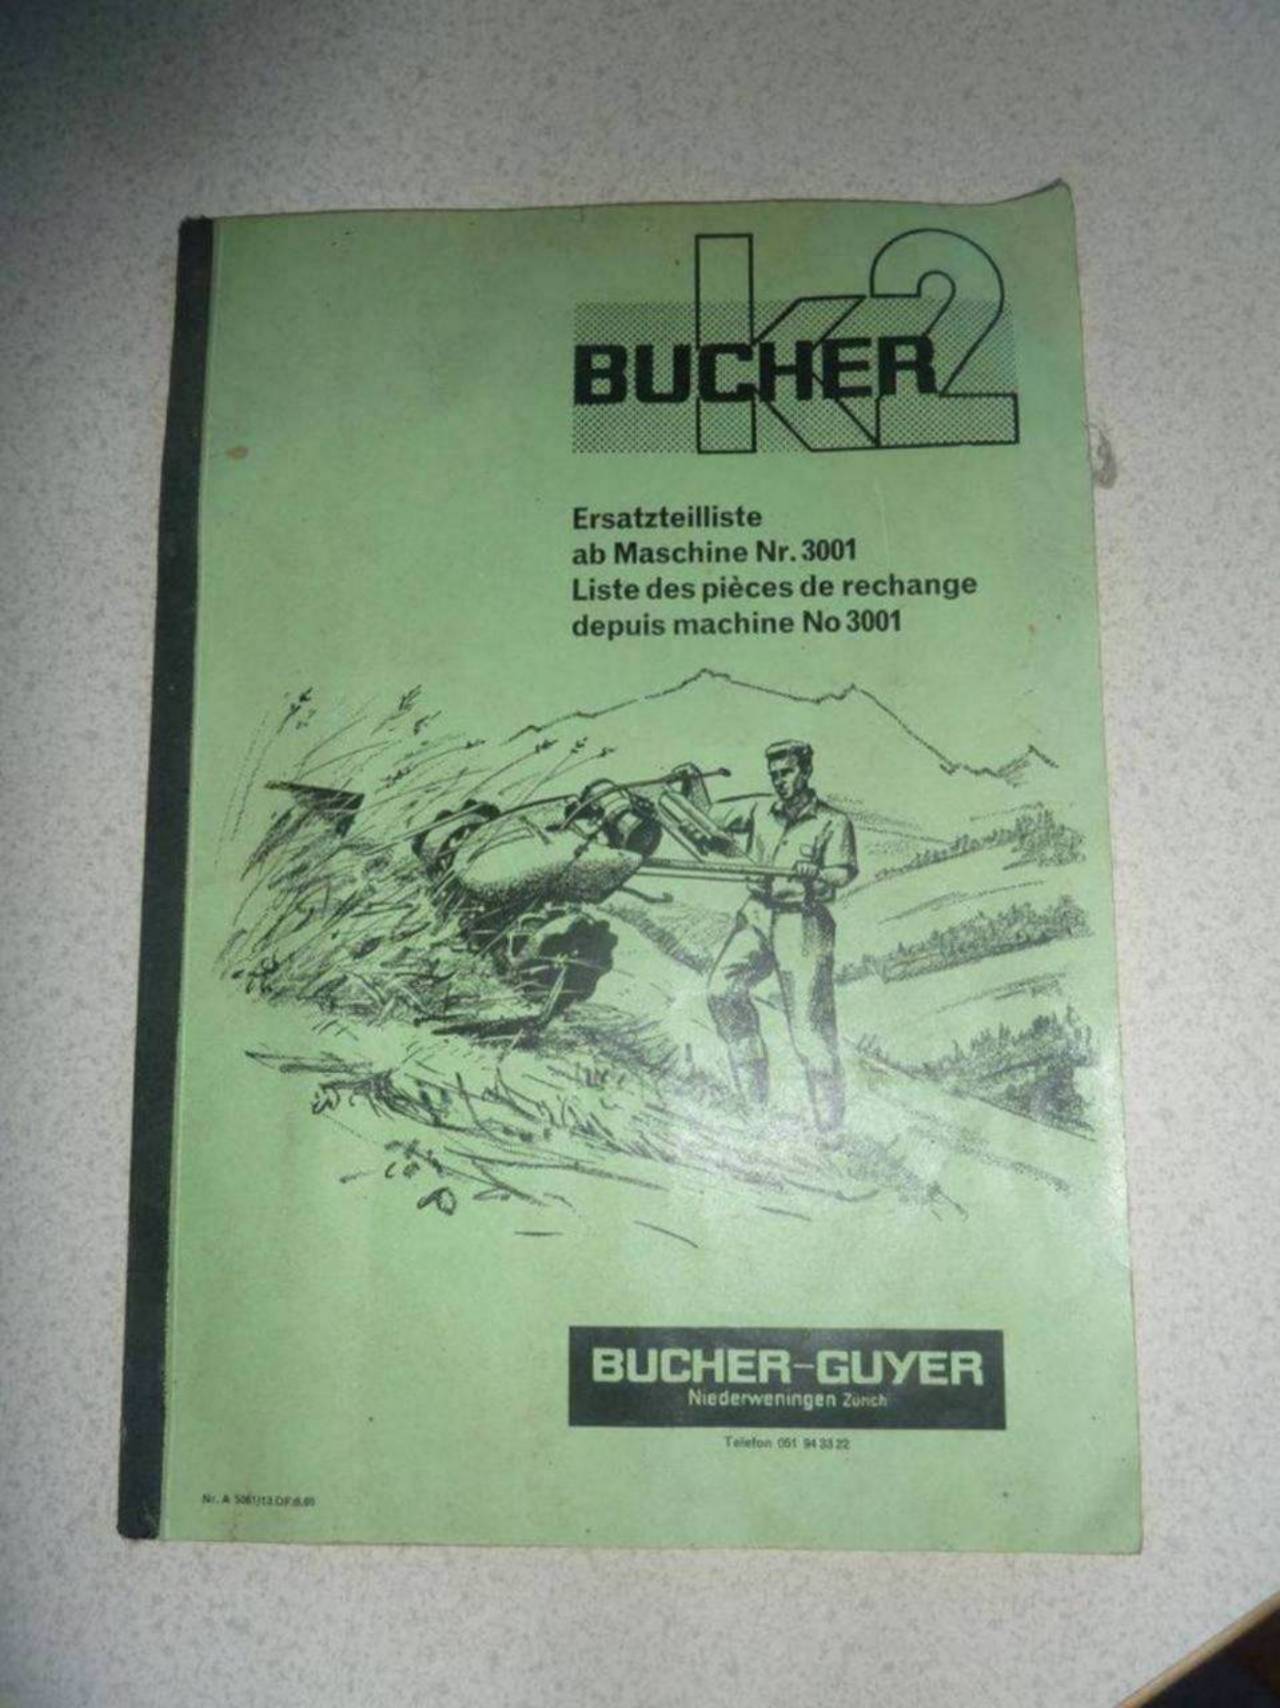 K2
BUCHER
Ersatzteilliste
ab Maschine Nr. 3001
Liste des pièces de rechange
depuis machine No 3001
BUCHER-GUYER
Niederweningen Zürich
Telefon 051 94 33 22
Nr. A